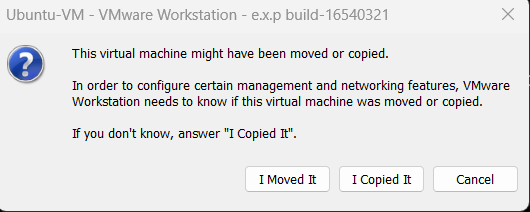 Ubuntu-VM - VMware Workstation - e.x.p build-16540321
This virtual machine might have been moved or copied.
In order to configure certain management and networking features, VMware
Workstation needs to know if this virtual machine was moved or copied.
If you don't know, answer "I Copied It".
I Moved It
I Copied It
Cancel